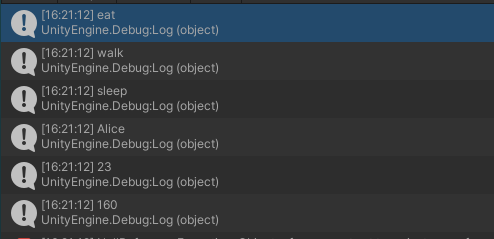 [16:21:12] eat
UnityEngine.Debug:Log (object)
[16:21:12] walk
UnityEngine.Debug:Log (object)
[16:21:12] sleep
UnityEngine.Debug:Log (object)
[16:21:12] Alice
UnityEngine.Debug:Log (object)
[16:21:12] 23
UnityEngine.Debug:Log (object)
[16:21:12] 160
UnityEngine.Debug:Log (object)